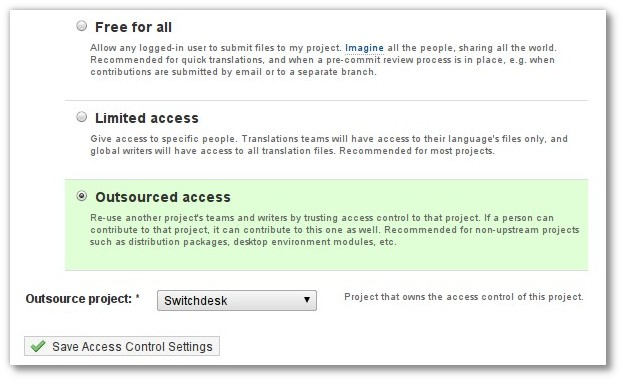 Free for all
Allow any logged-in user to submit files to my project. Imagine all the people, sharing all the world.
Recommended for quick translations, and when a pre-commit review process is in place, e.g. when
contributions are submitted by email or to a separate branch.
Limited access
Give access to specific people. Translations teams will have access to their language's files only, and
global writers will have access to all translation files. Recommended for most projects.
Outsourced access
Re-use another project's teams and writers by trusting access control to that project. If a person can
contribute to that project, it can contribute to this one as well. Recommended for non-upstream projects
such as distribution packages, desktop environment modules, etc.
Outsource project: * Switchdesk Project that owns the access control of this project.
Save Access Control Settings